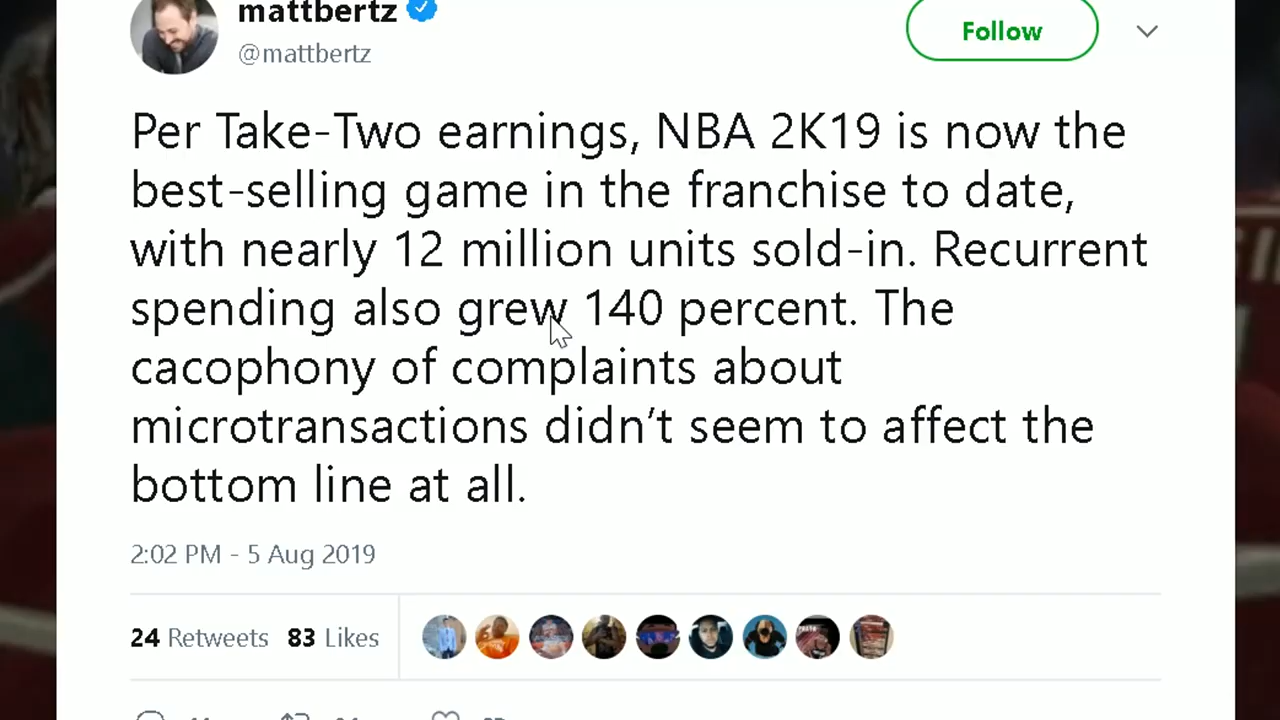 mattbertz
@mattbertz
Follow
Per Take-Two earnings, NBA 2K19 is now the
best-selling game in the franchise to date,
with nearly 12 million units sold-in. Recurrent
spending also grew 140 percent. The
cacophony of complaints about
microtransactions didn't seem to affect the
bottom line at all.
2:02 PM - 5 Aug 2019
24 Retweets 83 Likes